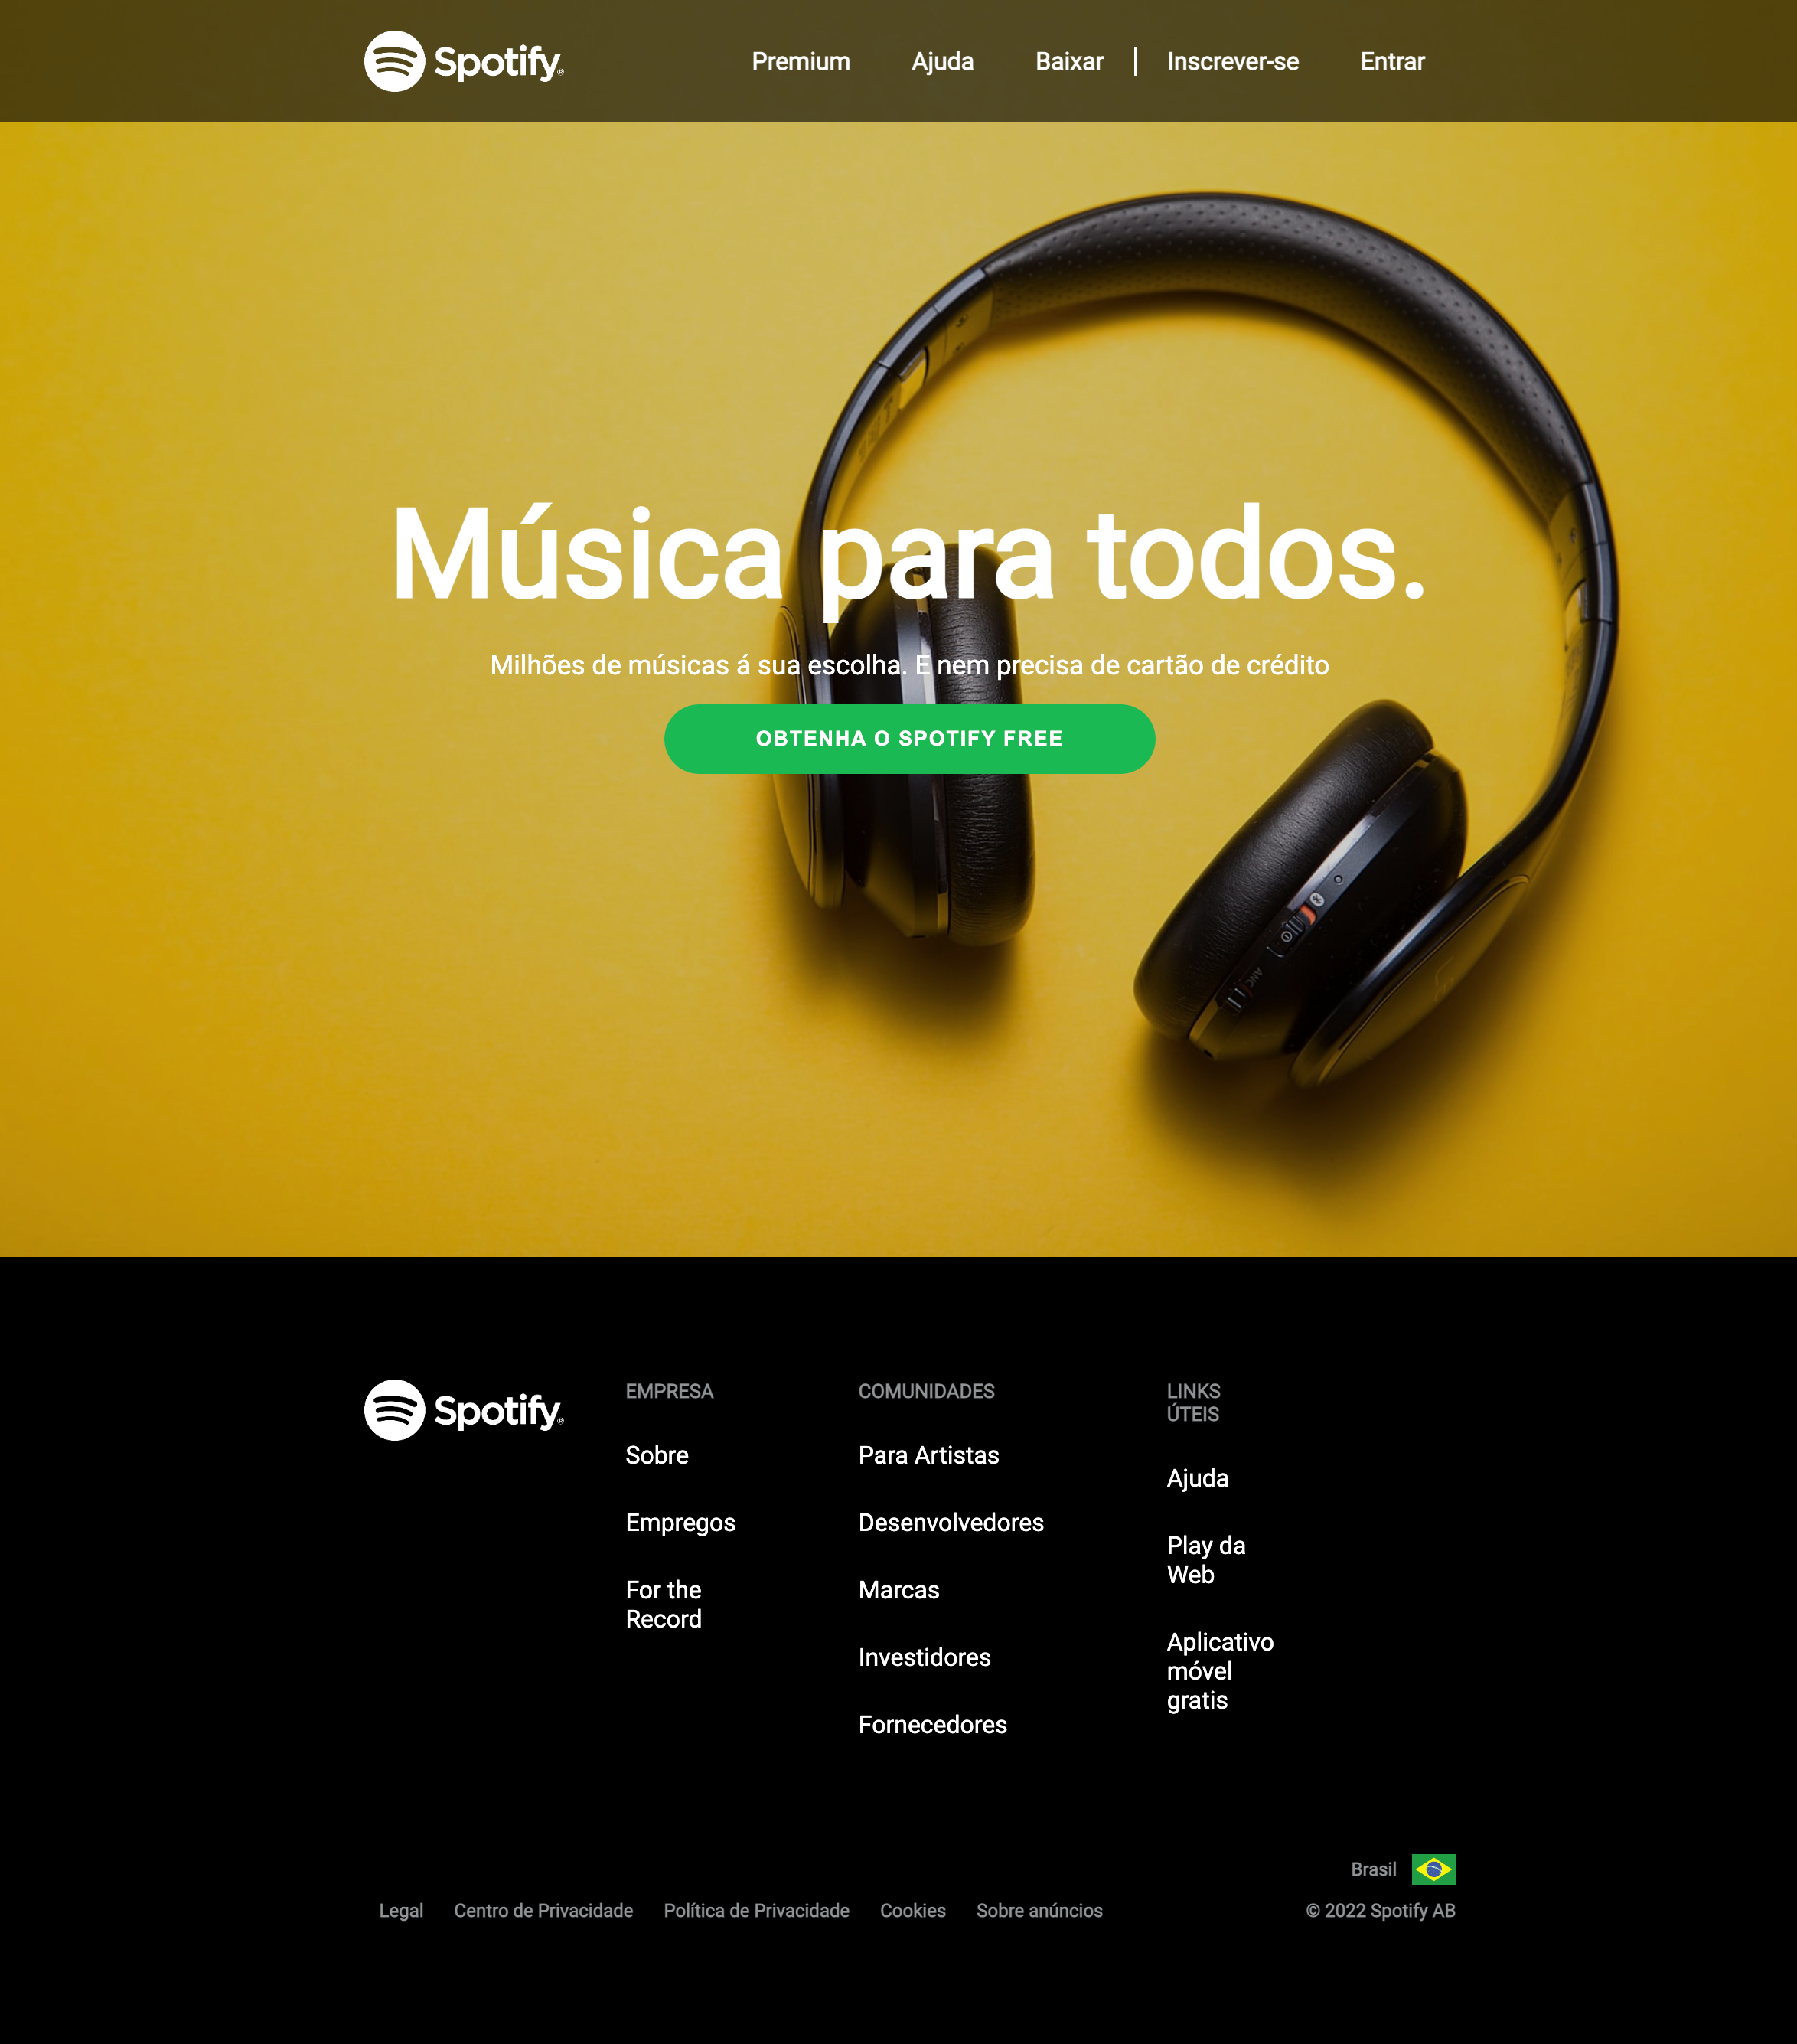 Spotify®
Premium Ajuda Baixar | Inscrever-se Entrar
Música para todos.
Milhões de músicas á sua escolha. E nem precisa de cartão de crédito
OBTENHA O SPOTIFY FREE
ANC
Spotify®
EMPRESA
Sobre
Empregos
For the
Record
COMUNIDADES
Para Artistas
Desenvolvedores
Marcas
Investidores
Fornecedores
LINKS
ÚTEIS
Ajuda
Play da
Web
Aplicativo
móvel
gratis
Brasil
Legal Centro de Privacidade Política de Privacidade Cookies Sobre anúncios
© 2022 Spotify AB